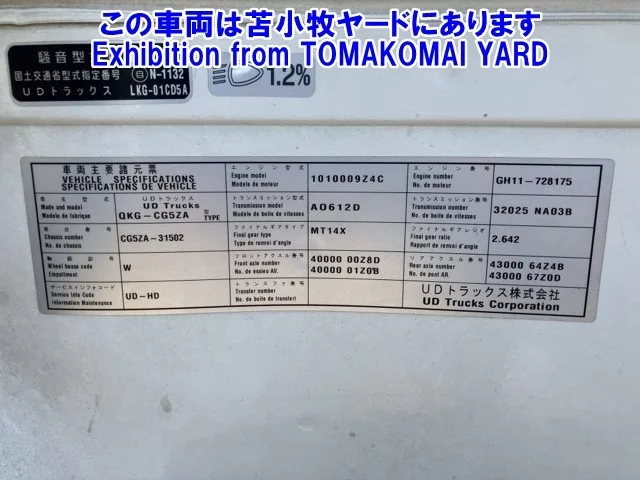 この車両は苫小牧ヤードにあります
Exhibition from TOMAKOMAI YARD
騒音型
国土交通省型式指定番号 自 N-1132
UDトラックス LKG-01CD5A
1.2%
車両主要諸元票
VEHICLE SPECIFICATIONS
SPECIFICATIONS DE VEHICLE
エンジン型式
Engine model
Modele de moteur
1010009Z4C
エンジン番号
Engine number
No. de moteur
GH11-728175
車名型式
Made and model
Modele de fabrique
UDトラックス
UD Trucks
QKG-CG5ZA
型 TYPE
トランスミッション型式
Transmission model
Modele de boite de vitesses
AO612D
トランスミッション番号
Transmission number
No. de boite de vitesses
32025 NA03B
車台番号
Chassis number
No. de chassis
CG5ZA-31502
ファイナルギアタイプ
Final gear type
Type de renvoi d'angle
MT14X
ファイナルギアレシオ
Final gear ratio
Rapport de renvoi d'angle
2.642
Wheel bease code
Empattement
W
フロントアクスル番号
Front axle number
No. de essieu AV.
40000 00Z8D
40000 01Z0B
リアアクスル番号
Rear axle number
No. de pont AR.
43000 64Z4B
43000 67Z0D
サービスインフォコード
Service Info Code
Information Maintenance
UD-HD
トランスファ番号
Transfer number
No. de boite de transfert
UDトラックス株式会社
UD Trucks Corporation